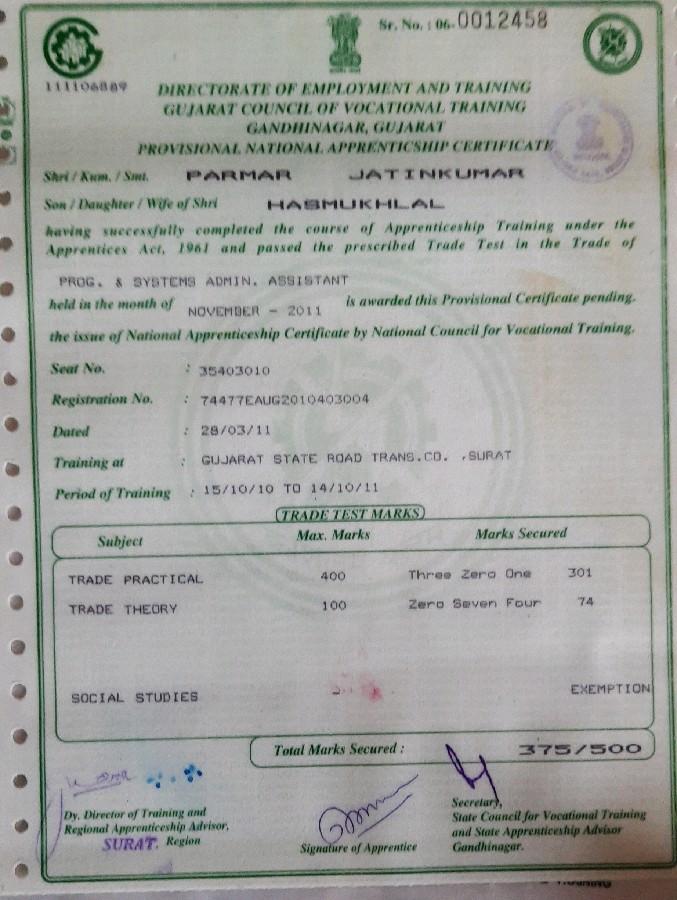 Sr. No. : 06-0012458
111106889
DIRECTORATE OF EMPLOYMENT AND TRAINING
GUJARAT COUNCIL OF VOCATIONAL TRAINING
GANDHINAGAR, GUJARAT
PROVISIONAL NATIONAL APPRENTICSHIP CERTIFICATE
Shri / Kum. / Smt. PARMAR JATINKUMAR
Son / Daughter / Wife of Shri HASMUKHLAL
having successfully completed the course of Apprenticeship Training under the
Apprentices Act, 1961 and passed the prescribed Trade Test in the Trade of
PROG. & SYSTEMS ADMIN. ASSISTANT
held in the month of NOVEMBER - 2011 is awarded this Provisional Certificate pending.
the issue of National Apprenticeship Certificate by National Council for Vocational Training.
Seat No. : 35403010
Registration No. : 74477EAUG2010403004
Dated : 28/03/11
Training at : GUJARAT STATE ROAD TRANS.CO. ,SURAT
Period of Training : 15/10/10 TO 14/10/11
TRADE TEST MARKS
Subject Max. Marks Marks Secured
TRADE PRACTICAL 400 Three Zero One 301
TRADE THEORY 100 Zero Seven Four 74
SOCIAL STUDIES - EXEMPTION
Total Marks Secured : 375/500
Dy. Director of Training and
Regional Apprenticeship Advisor,
SURAT. Region
Signature of Apprentice
Secretary,
State Council for Vocational Training
and State Apprenticeship Advisor
Gandhinagar.